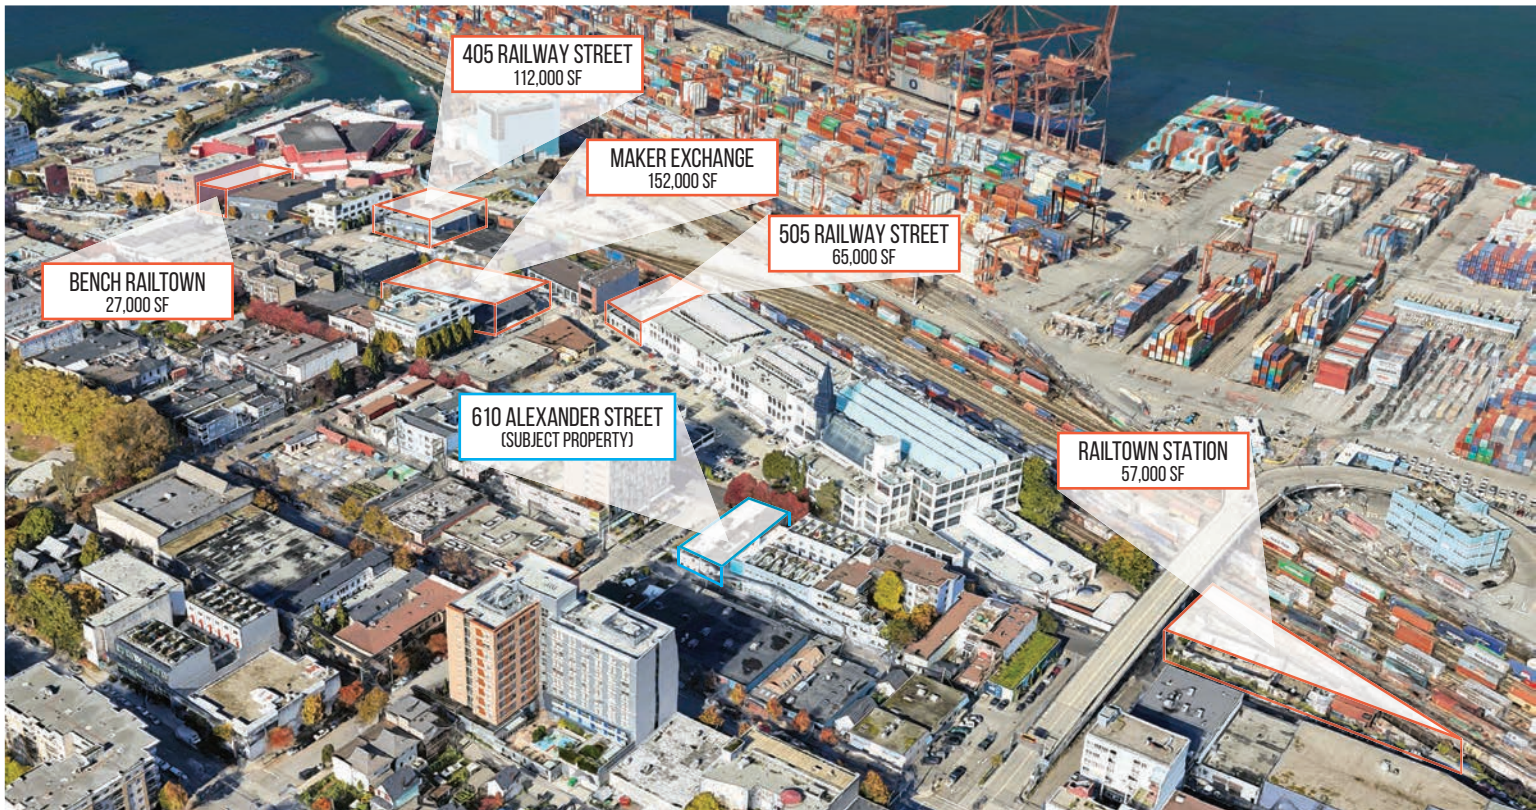 405 RAILWAY STREET
112,000 SF
MAKER EXCHANGE
152,000 SF
505 RAILWAY STREET
65,000 SF
BENCH RAILTOWN
27,000 SF
610 ALEXANDER STREET
(SUBJECT PROPERTY)
RAILTOWN STATION
57,000 SF